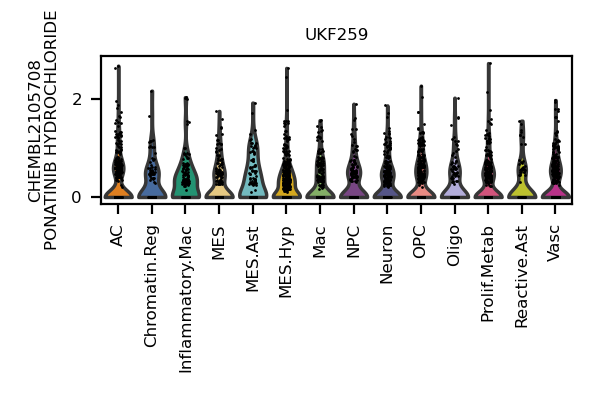 UKF259
CHEMBL2105708
PONATINIB HYDROCHLORIDE
2
0
AC
Chromatin.Reg
Inflammatory.Mac
MES
MES.Ast
MES.Hyp
Mac
NPC
Neuron
OPC
Oligo
Prolif.Metab
Reactive.Ast
Vasc